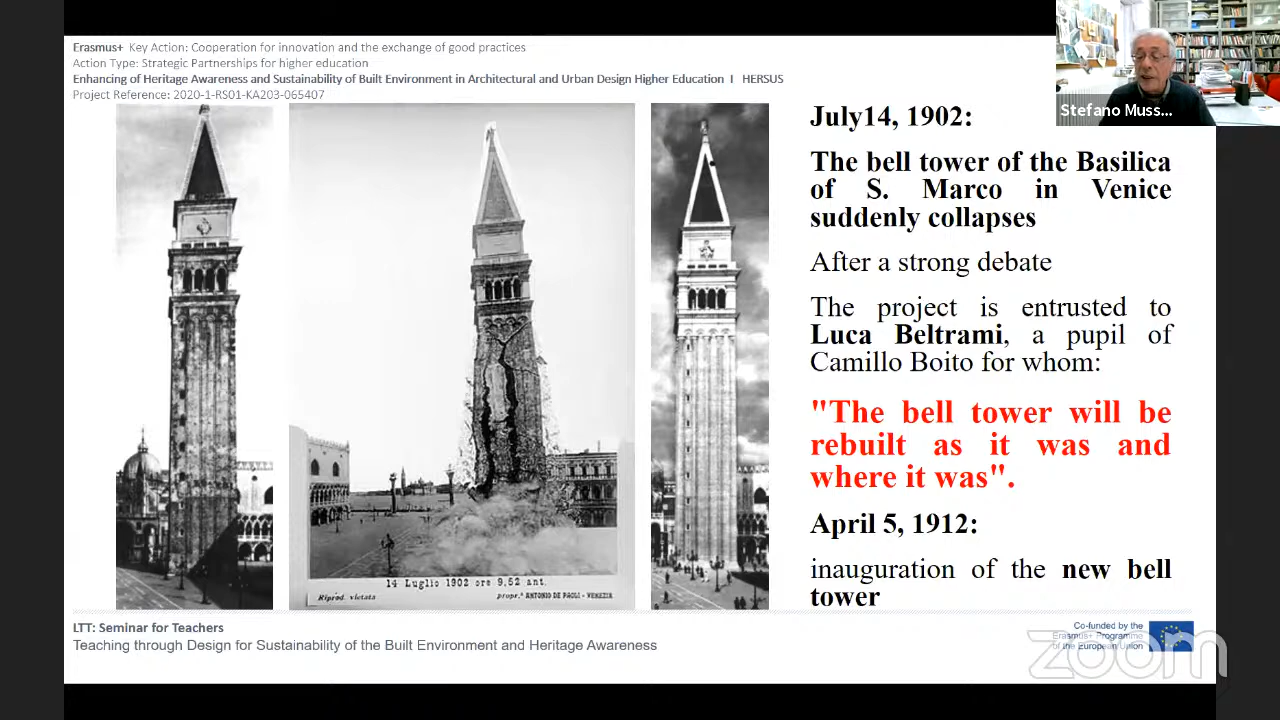 Erasmus+ Key Action: Cooperation for innovation and the exchange of good practices
Action Type: Strategic Partnerships for higher education
Enhancing of Heritage Awareness and Sustainability of Built Environment in Architectural and Urban Design Higher Education I HERSUS
Project Reference: 2020-1-RS01-KA203-065407
Stefano Muss...
July14, 1902:
The bell tower of the Basilica
of S. Marco in Venice
suddenly collapses
After a strong debate
The project is entrusted to
Luca Beltrami, a pupil of
Camillo Boito for whom:
"The bell tower will be
rebuilt as it was and
where it was".
April 5, 1912:
inauguration of the new bell
tower
14 Luglio 1902 ore 9,52 ant.
Riprod. vietata
propr.ª ANTONIO DE PAOLI - VENEZIA
LTT: Seminar for Teachers
Teaching through Design for Sustainability of the Built Environment and Heritage Awareness
Co-funded by the
Erasmus+ Programme
of the European Union
zoom